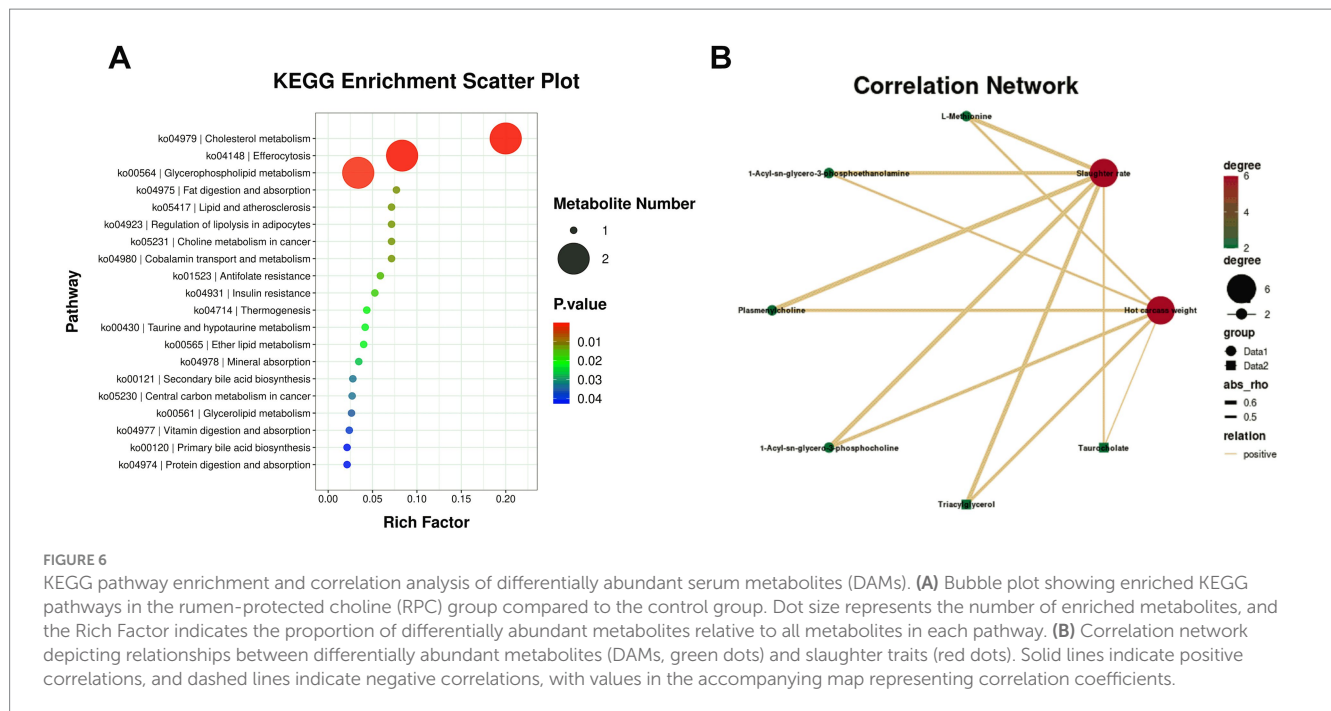 A
KEGG Enrichment Scatter Plot
Pathway
ko04979 | Cholesterol metabolism
ko04148 | Efferocytosis
ko00564 | Glycerophospholipid metabolism
ko04975 | Fat digestion and absorption
ko05417 | Lipid and atherosclerosis
ko04923 | Regulation of lipolysis in adipocytes
ko05231 | Choline metabolism in cancer
ko04980 | Cobalamin transport and metabolism
ko01523 | Antifolate resistance
ko04931 | Insulin resistance
ko04714 | Thermogenesis
ko00430 | Taurine and hypotaurine metabolism
ko00565 | Ether lipid metabolism
ko04978 | Mineral absorption
ko00121 | Secondary bile acid biosynthesis
ko05230 | Central carbon metabolism in cancer
ko00561 | Glycerolipid metabolism
ko04977 | Vitamin digestion and absorption
ko00120 | Primary bile acid biosynthesis
ko04974 | Protein digestion and absorption
0.00 0.05 0.10 0.15 0.20
Rich Factor
Metabolite Number
1
2
P.value
0.01
0.02
0.03
0.04
B
Correlation Network
L-Methionine
1-Acyl-sn-glycero-3-phosphoethanolamine
Slaughter rate
Plasmenylcholine
Hot carcass weight
1-Acyl-sn-glycero-3-phosphocholine
Taurocholate
Triacylglycerol
degree
6
4
2
degree
6
2
group
Data1
Data2
abs_rho
0.6
0.5
relation
positive
FIGURE 6
KEGG pathway enrichment and correlation analysis of differentially abundant serum metabolites (DAMs). (A) Bubble plot showing enriched KEGG
pathways in the rumen-protected choline (RPC) group compared to the control group. Dot size represents the number of enriched metabolites, and
the Rich Factor indicates the proportion of differentially abundant metabolites relative to all metabolites in each pathway. (B) Correlation network
depicting relationships between differentially abundant metabolites (DAMs, green dots) and slaughter traits (red dots). Solid lines indicate positive
correlations, and dashed lines indicate negative correlations, with values in the accompanying map representing correlation coefficients.